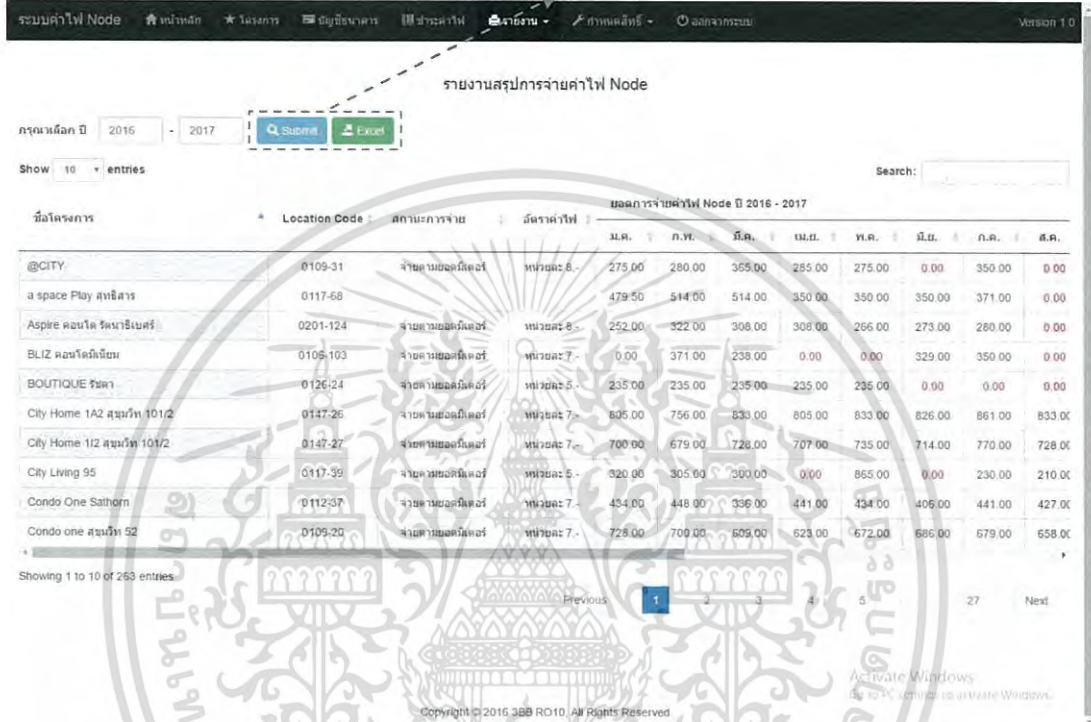 ระบบค่าไฟ Node หน้าหลัก โครงการ บัญชีธนาคาร ชำระค่าไฟ รายงาน กำหนดสิทธิ์ ออกจากระบบ Version 1.0
รายงานสรุปการจ่ายค่าไฟ Node
กรุณาเลือก ปี 2016 - 2017 Submit Excel
Show 10 entries Search:
ชื่อโครงการ Location Code สถานะการจ่าย อัตราค่าไฟ ยอดการจ่ายค่าไฟ Node ปี 2016 - 2017
ม.ค. ก.พ. มี.ค. เม.ย. พ.ค. มิ.ย. ก.ค. ส.ค.
@CITY 0109-31 จ่ายตามยอดมิเตอร์ หน่วยละ 8.- 275.00 280.00 365.00 285.00 275.00 0.00 350.00 0.00
a space Play สุทธิสาร 0117-68 479.50 514.00 514.00 350.00 350.00 350.00 371.00 0.00
Aspire คอนโด รัตนาธิเบศร์ 0201-124 จ่ายตามยอดมิเตอร์ หน่วยละ 8.- 252.00 322.00 308.00 308.00 266.00 273.00 280.00 0.00
BLIZ คอนโดมิเนียม 0106-103 จ่ายตามยอดมิเตอร์ หน่วยละ 7.- 0.00 371.00 238.00 0.00 0.00 329.00 350.00 0.00
BOUTIQUE รัชดา 0126-24 จ่ายตามยอดมิเตอร์ หน่วยละ 5.- 235.00 235.00 235.00 235.00 235.00 0.00 0.00 0.00
City Home 1A2 สุขุมวิท 101/2 0147-26 จ่ายตามยอดมิเตอร์ หน่วยละ 7.- 805.00 756.00 833.00 805.00 833.00 826.00 861.00 833.00
City Home 1I2 สุขุมวิท 101/2 0147-27 จ่ายตามยอดมิเตอร์ หน่วยละ 7.- 700.00 679.00 728.00 707.00 735.00 714.00 770.00 728.00
City Living 95 0117-39 จ่ายตามยอดมิเตอร์ หน่วยละ 5.- 320.00 305.00 300.00 0.00 865.00 0.00 230.00 210.00
Condo One Sathorn 0112-37 จ่ายตามยอดมิเตอร์ หน่วยละ 7.- 434.00 448.00 336.00 441.00 434.00 406.00 441.00 427.00
Condo one สุขุมวิท 52 0109-20 จ่ายตามยอดมิเตอร์ หน่วยละ 7.- 728.00 700.00 609.00 623.00 672.00 686.00 679.00 658.00
Showing 1 to 10 of 263 entries
Previous 1 2 3 4 5 27 Next
Activate Windows
Go to PC settings to activate Windows.
Copyright © 2016 3BB RO10. All Rights Reserved